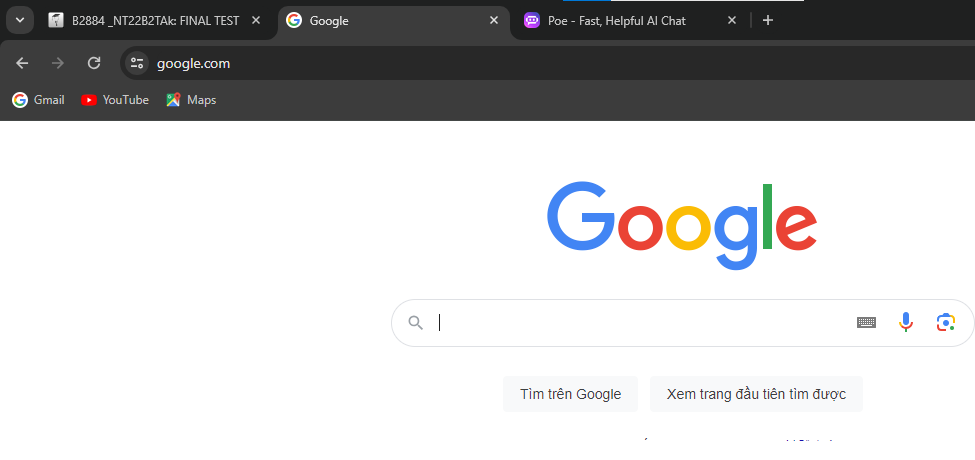 B2884 _NT22B2TAk: FINAL TEST
Google
Poe - Fast, Helpful AI Chat
google.com
Gmail
YouTube
Maps
Google
Tìm trên Google
Xem trang đầu tiên tìm được